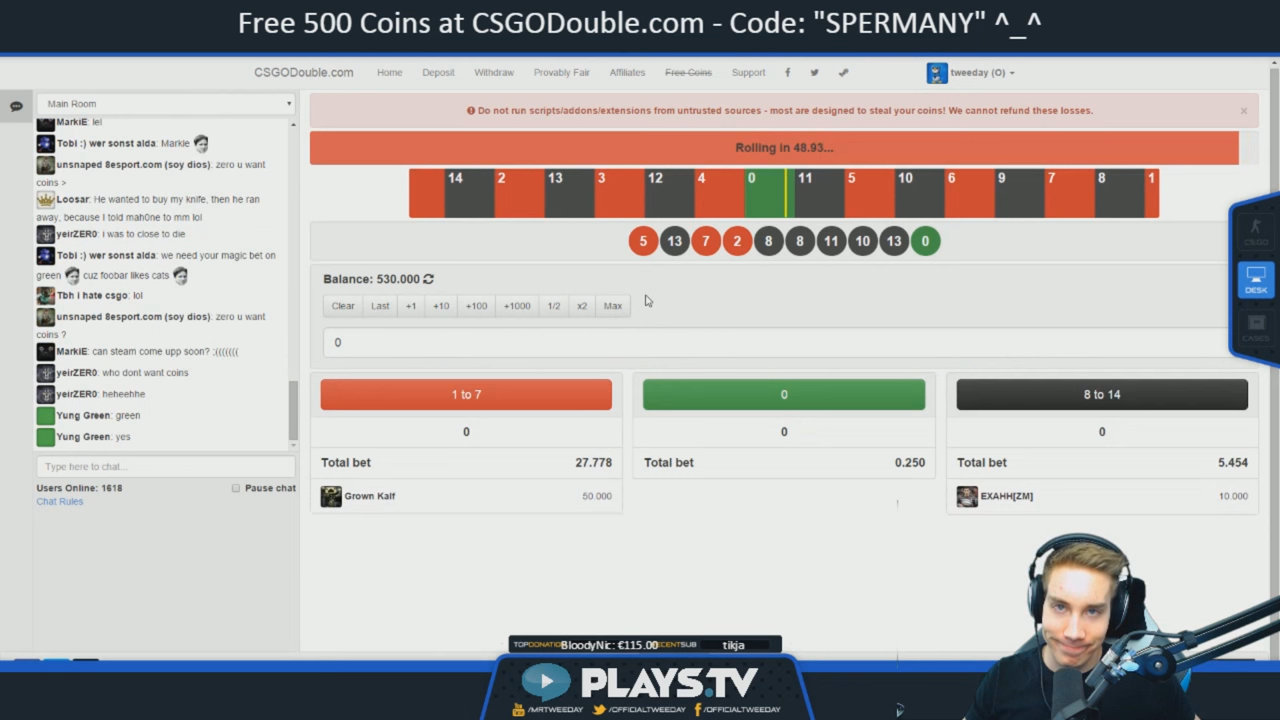 Free 500 Coins at CSGODouble.com - Code: "SPERMANY" ^_^
CSGODouble.com Home Deposit Withdraw Provably Fair Affiliates Free Coins Support tweeday (O)
Main Room
MarkiE: lel
Tobi :) wer sonst alda: Markie
unsnaped 8esport.com (soy dios): zero u want
coins >
Loosar: He wanted to buy my knife, then he ran
away, because I told mah0ne to mm lol
yeirZER0: i was to close to die
Tobi :) wer sonst alda: we need your magic bet on
green cuz foobar likes cats
Tbh i hate csgo: lol
unsnaped 8esport.com (soy dios): zero u want
coins ?
MarkiE: can steam come upp soon? ;(((((((
yeirZER0: who dont want coins
yeirZER0: heheehhe
Yung Green: green
Yung Green: yes
Type here to chat...
Users Online: 1618 Pause chat
Chat Rules
Do not run scripts/addons/extensions from untrusted sources - most are designed to steal your coins! We cannot refund these losses. ×
Rolling in 48.93...
14 2 13 3 12 4 0 11 5 10 6 9 7 8 1
5 13 7 2 8 8 11 10 13 0
Balance: 530.000
Clear Last +1 +10 +100 +1000 1/2 x2 Max
0
1 to 7 0 8 to 14
0 0 0
Total bet 27.778 Total bet 0.250 Total bet 5.454
Grown Kalf 50.000 EXAHH[ZM] 10.000
CSGO
DESK
CASES
TOPDONATIO BloodyNic: €115.00 ECENTSUB tikja
PLAYS.TV
/MRTWEEDAY /OFFICIALTWEEDAY /OFFICIALTWEEDAY